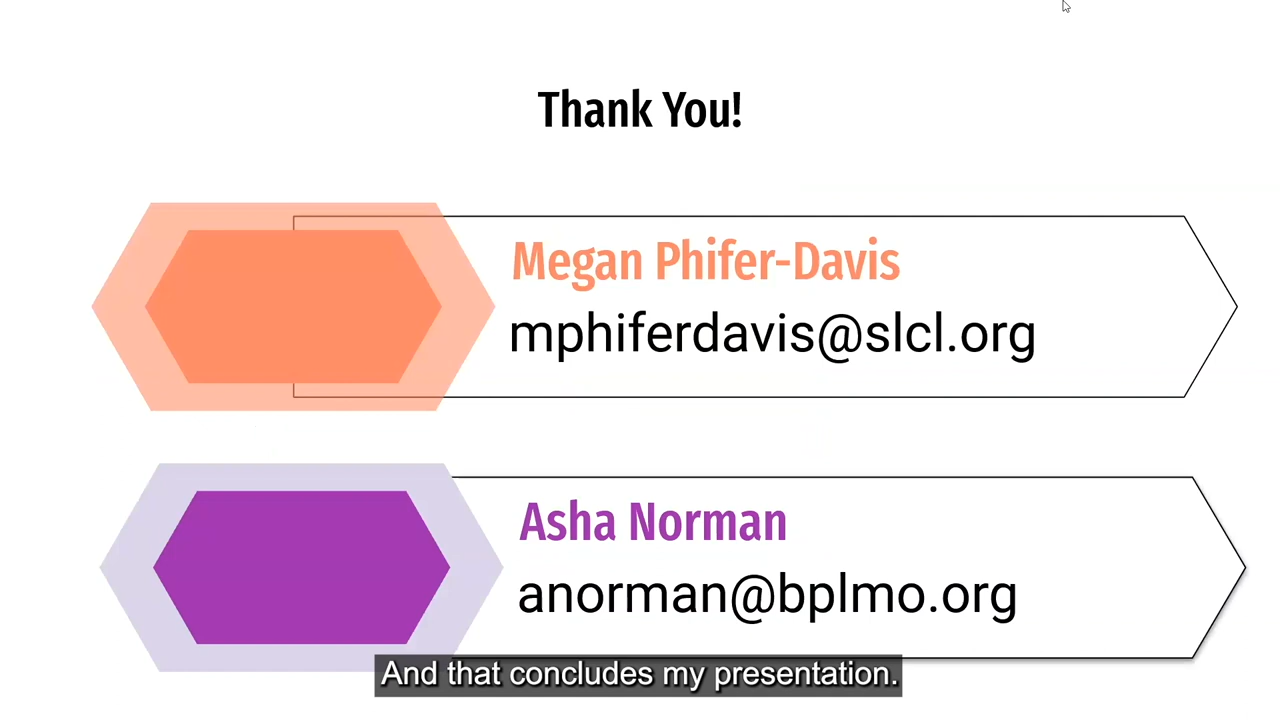 Thank You!
Megan Phifer-Davis
mphiferdavis@slcl.org
Asha Norman
anorman@bplmo.org
And that concludes my presentation.